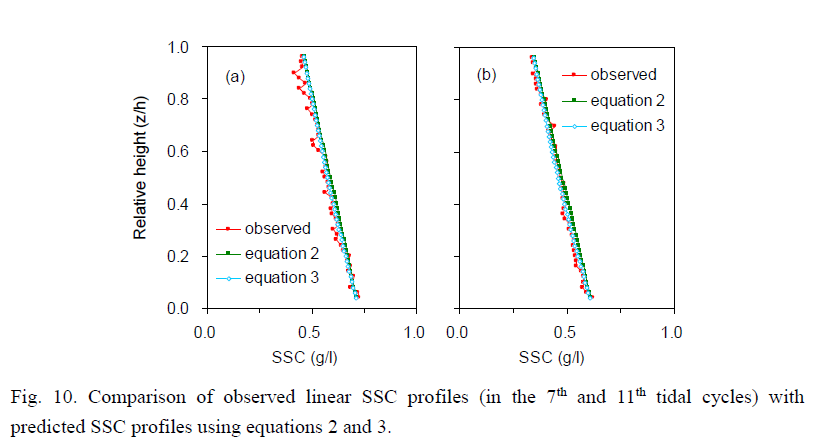 1.0
0.8
0.6
0.4
0.2
0.0
Relative height (z/h)
(a)
observed
equation 2
equation 3
0.0 0.5 1.0
SSC (g/l)
(b)
observed
equation 2
equation 3
0.0 0.5 1.0
SSC (g/l)
Fig. 10. Comparison of observed linear SSC profiles (in the 7th and 11th tidal cycles) with
predicted SSC profiles using equations 2 and 3.